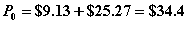 P₀ = $9.13 + $25.27 = $34.4